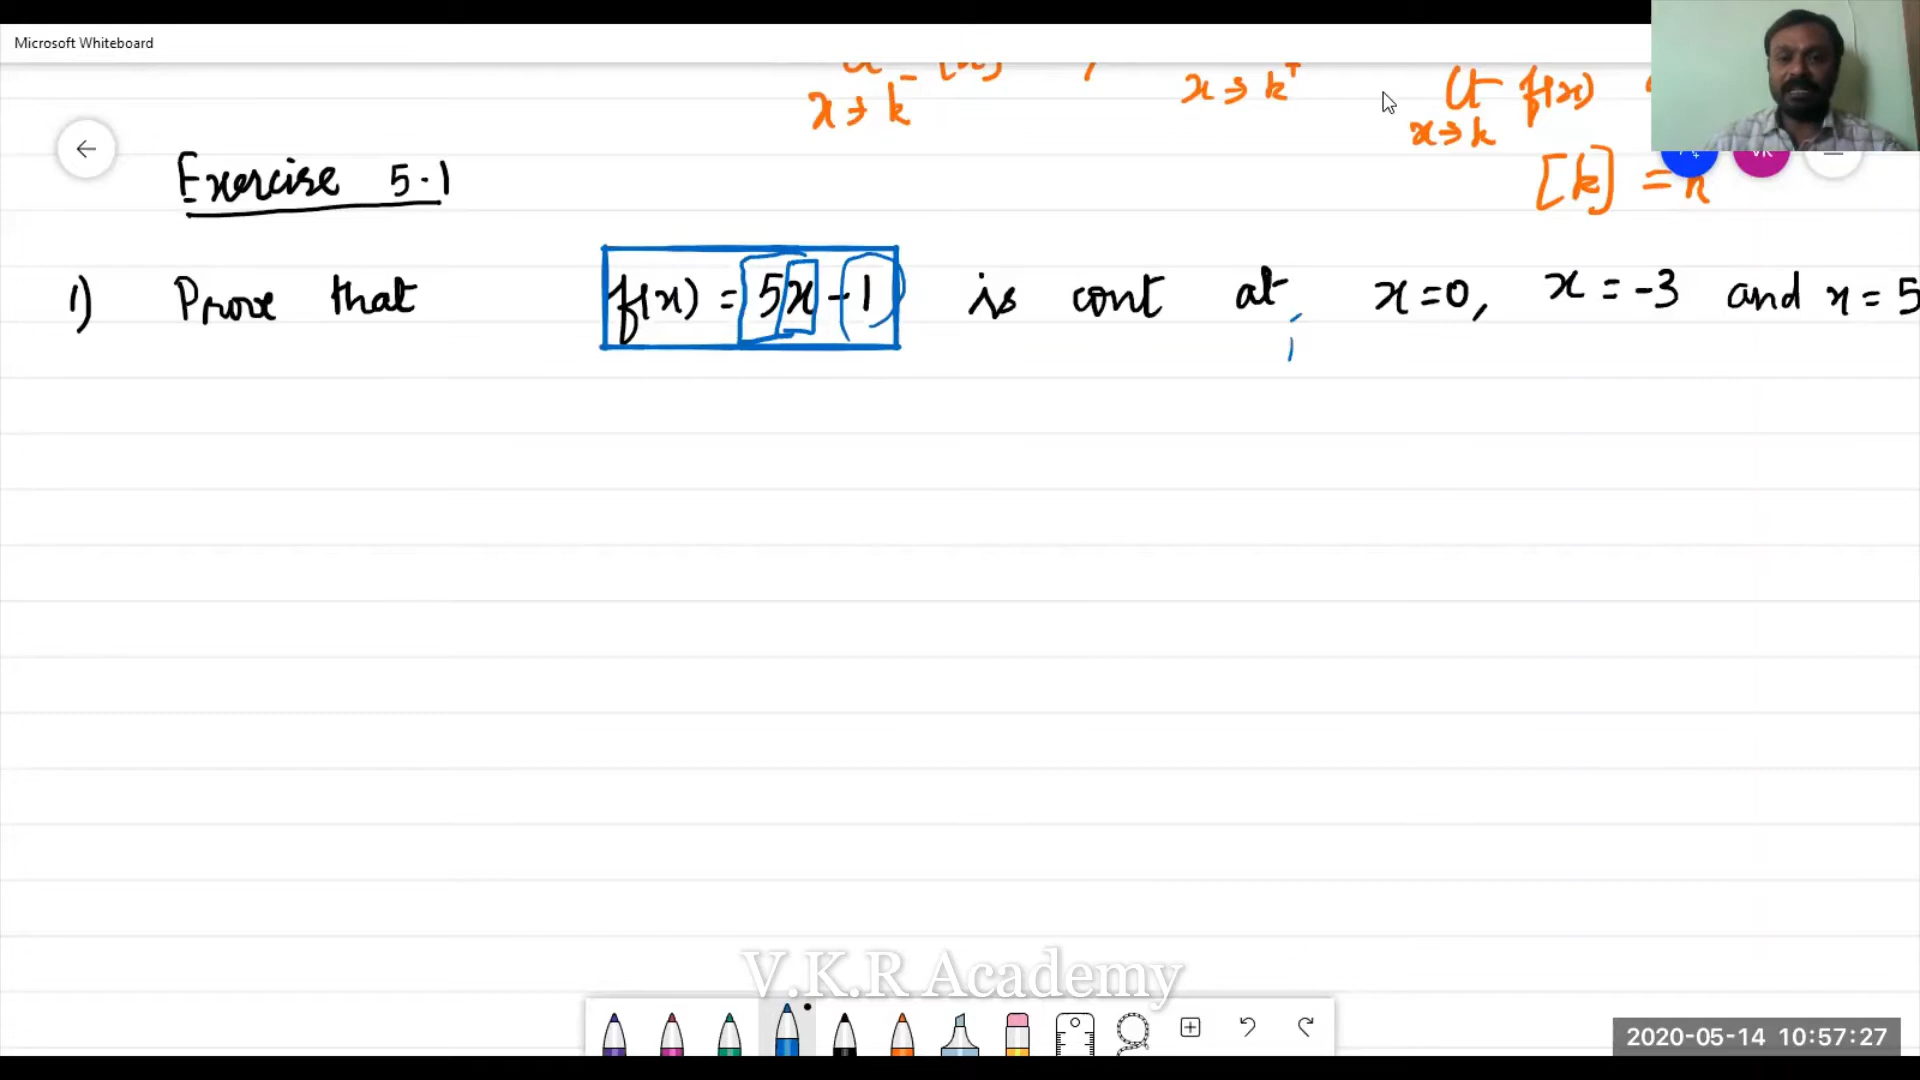 Microsoft Whiteboard
x→k⁻
x→k⁺
Lt f(x)
x→k
[k] = k
Exercise 5.1
1) Prove that f(x) = 5x - 1 is cont at x=0, x = -3 and x = 5
V.K.R Academy
2020-05-14 10:57:27